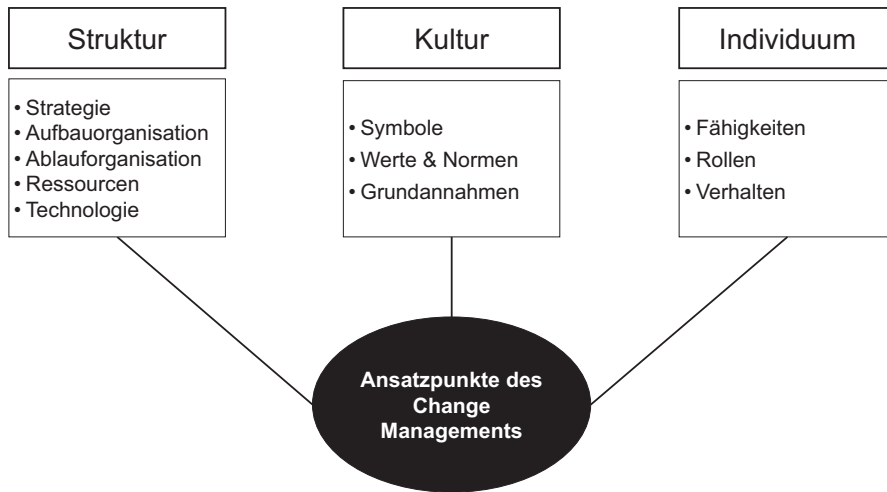 Struktur
• Strategie
• Aufbauorganisation
• Ablauforganisation
• Ressourcen
• Technologie
Kultur
• Symbole
• Werte & Normen
• Grundannahmen
Individuum
• Fähigkeiten
• Rollen
• Verhalten
Ansatzpunkte des
Change
Managements